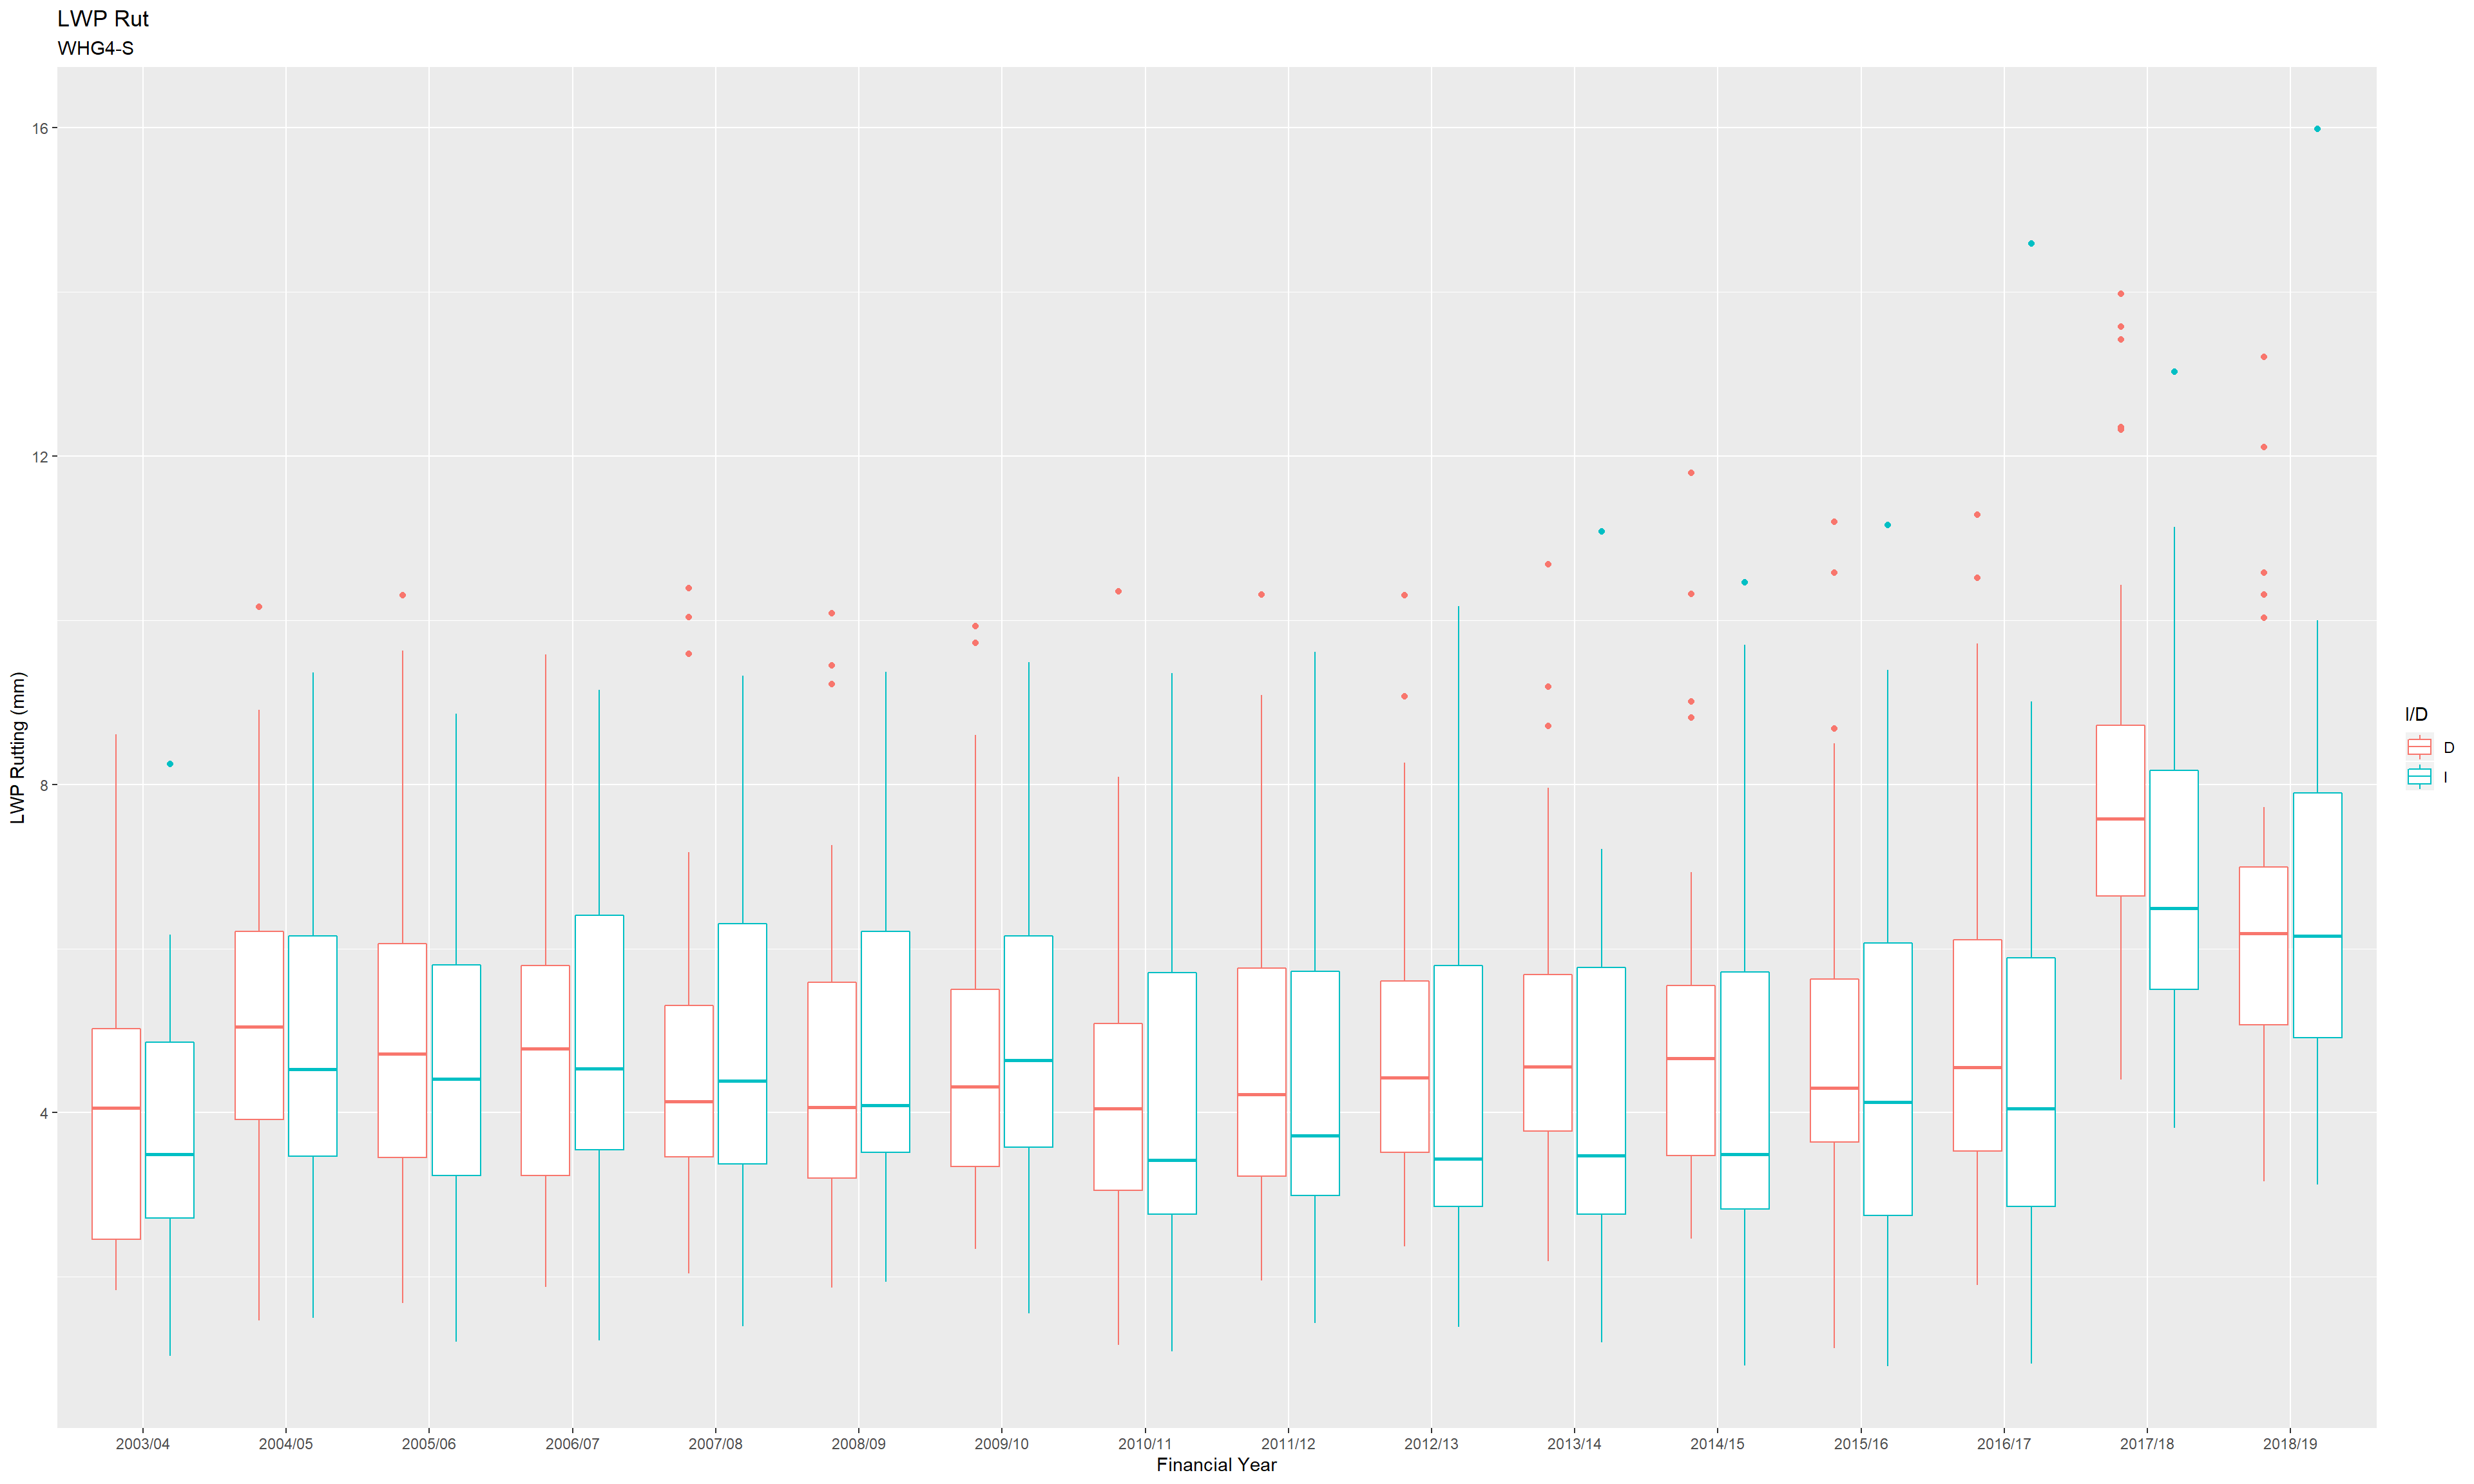 LWP Rut
WHG4-S
16
12
8
4
LWP Rutting (mm)
2003/04 2004/05 2005/06 2006/07 2007/08 2008/09 2009/10 2010/11 2011/12 2012/13 2013/14 2014/15 2015/16 2016/17 2017/18 2018/19
Financial Year
I/D
D
I